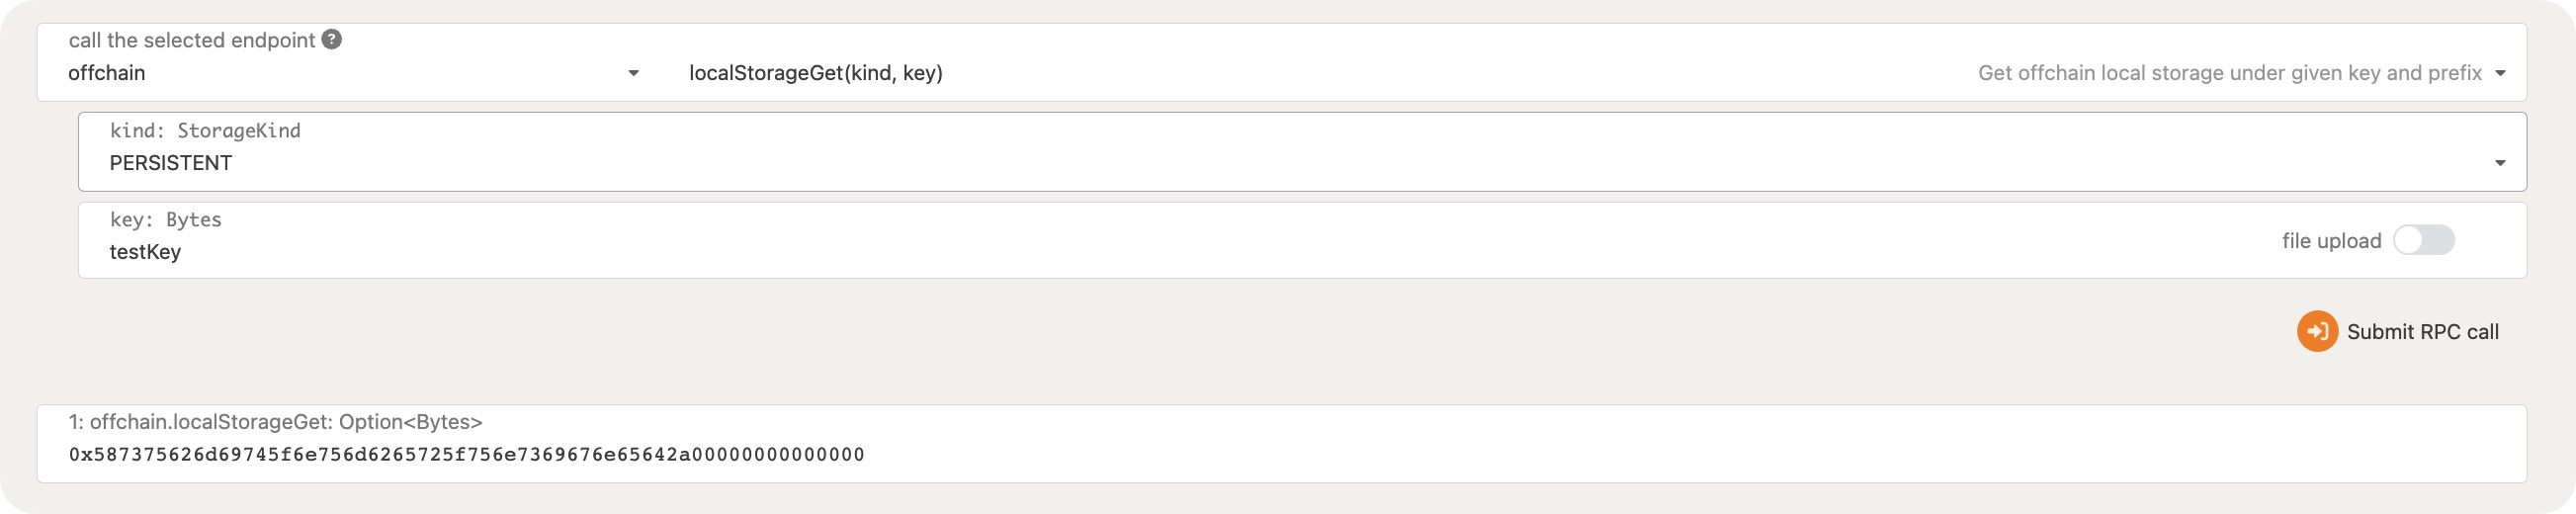 call the selected endpoint ?
offchain localStorageGet(kind, key) Get offchain local storage under given key and prefix
kind: StorageKind
PERSISTENT
key: Bytes
testKey
file upload
Submit RPC call
1: offchain.localStorageGet: Option<Bytes>
0x587375626d69745f6e756d6265725f756e7369676e65642a00000000000000